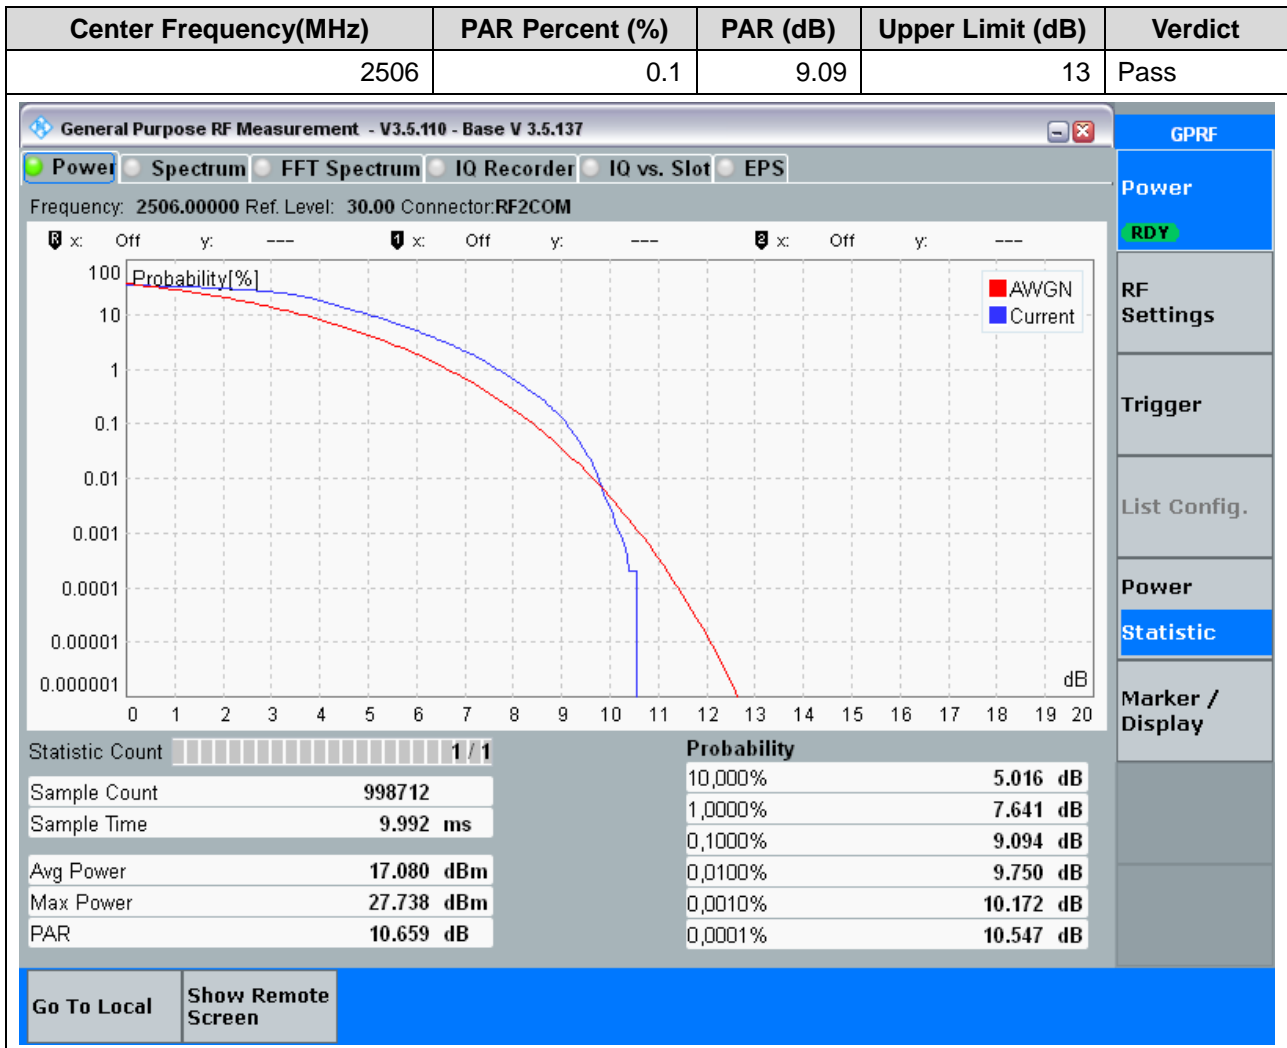 Center Frequency(MHz) PAR Percent (%) PAR (dB) Upper Limit (dB) Verdict
2506 0.1 9.09 13 Pass
General Purpose RF Measurement - V3.5.110 - Base V 3.5.137
GPRF
Power Spectrum FFT Spectrum IQ Recorder IQ vs. Slot EPS
Power
RDY
Frequency: 2506.00000 Ref. Level: 30.00 Connector:RF2COM
R x: Off y: --- 1 x: Off y: --- 2 x: Off y: ---
Probability[%]
AWGN
Current
100
10
1
0.1
0.01
0.001
0.0001
0.00001
0.000001
dB
0 1 2 3 4 5 6 7 8 9 10 11 12 13 14 15 16 17 18 19 20
RF
Settings
Trigger
List Config.
Power
Statistic
Marker /
Display
Statistic Count 1 / 1
Sample Count 998712
Sample Time 9.992 ms
Avg Power 17.080 dBm
Max Power 27.738 dBm
PAR 10.659 dB
Probability
10,000% 5.016 dB
1,0000% 7.641 dB
0,1000% 9.094 dB
0,0100% 9.750 dB
0,0010% 10.172 dB
0,0001% 10.547 dB
Go To Local
Show Remote
Screen